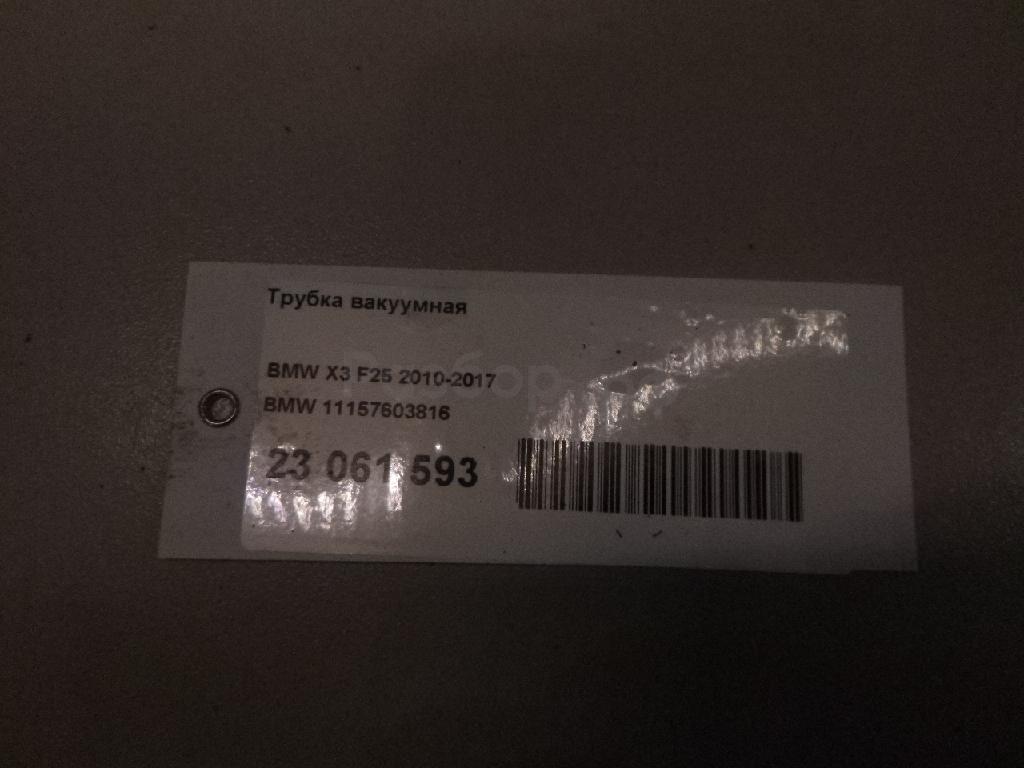 Трубка вакуумная
BMW X3 F25 2010-2017
BMW 11157603816
23 061 593